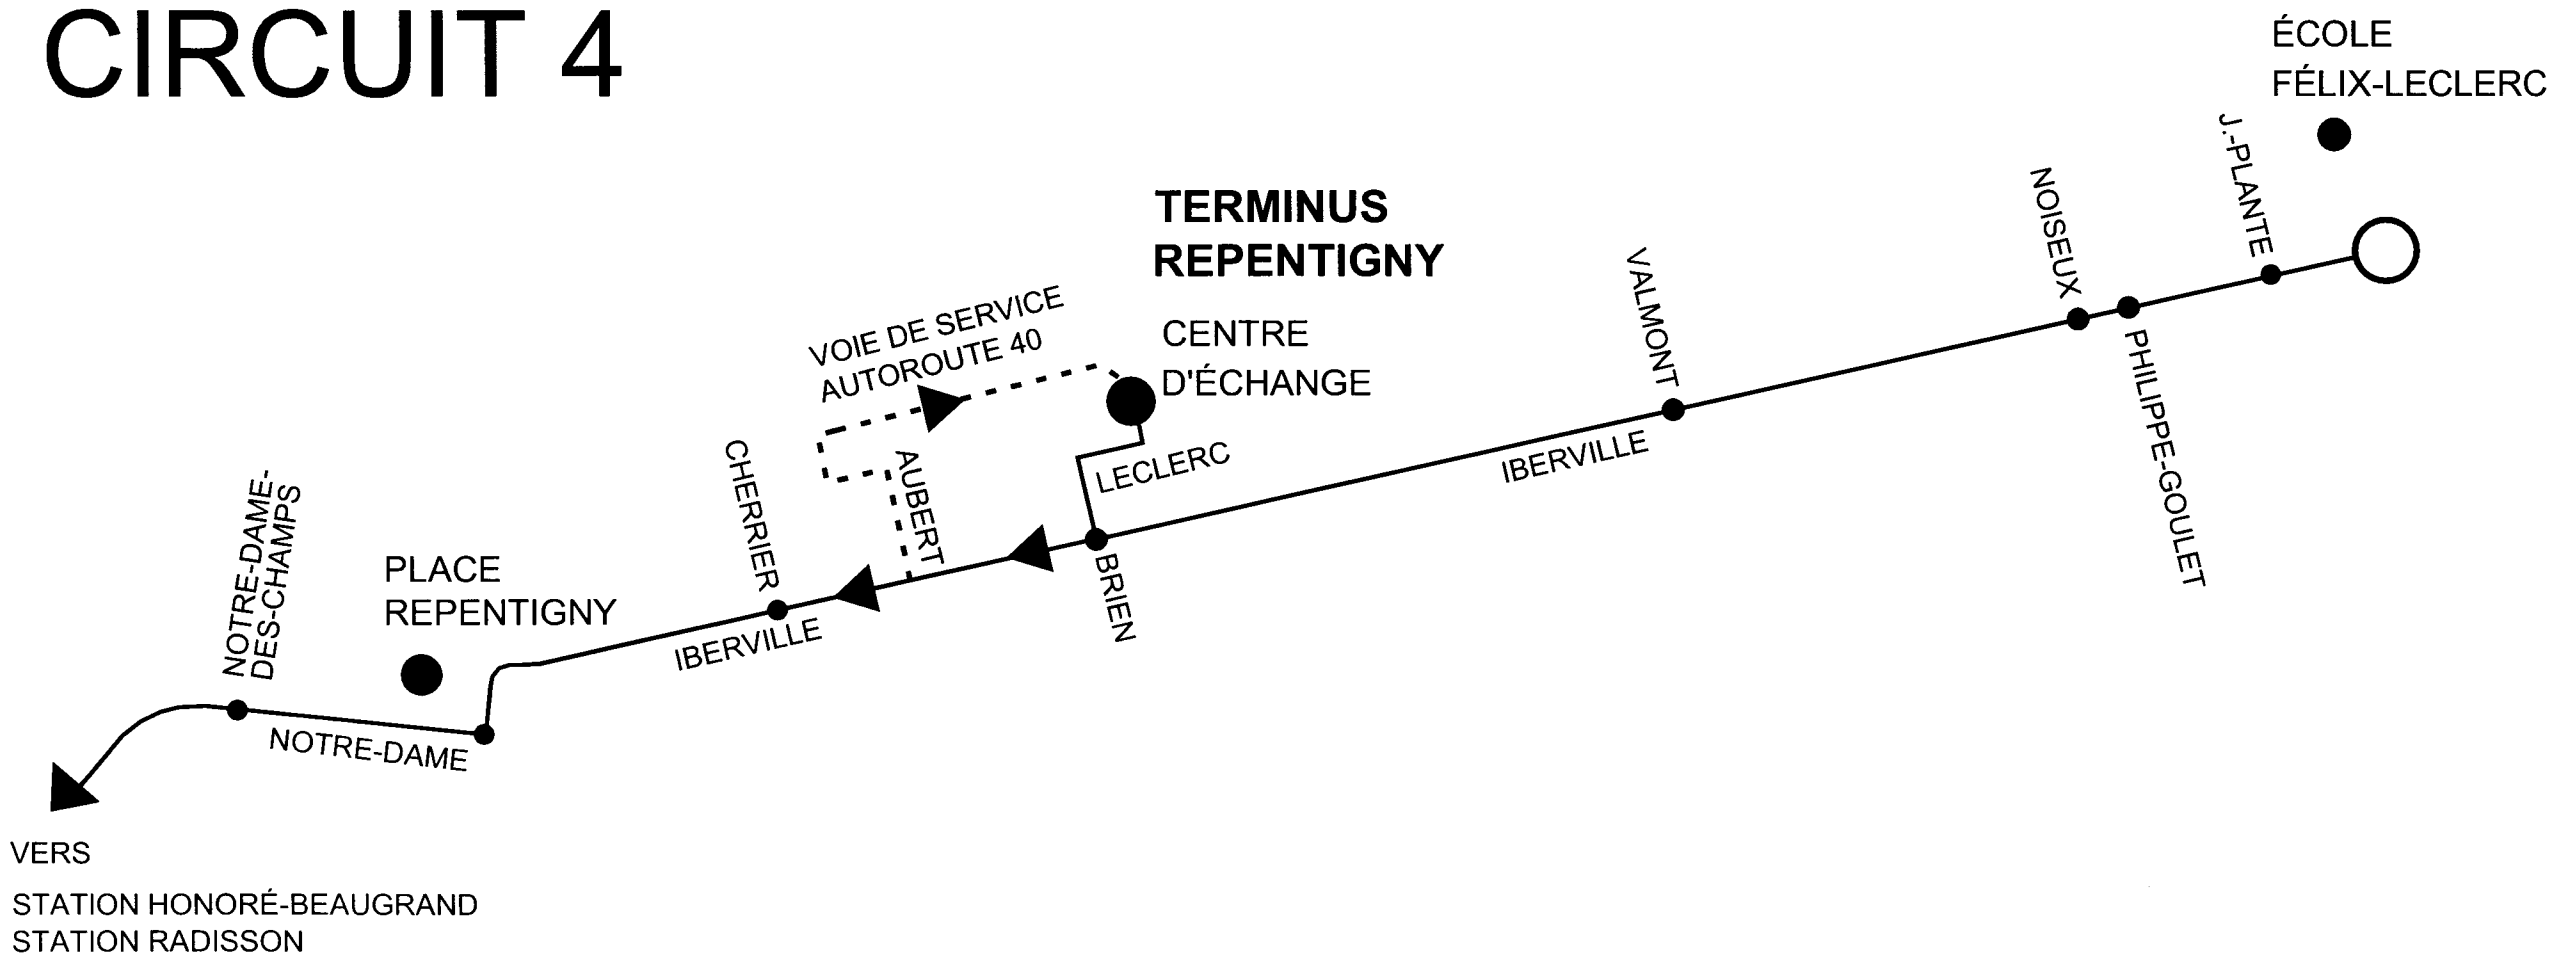 CIRCUIT 4
ÉCOLE
FÉLIX-LECLERC
J.-PLANTE
NOISEUX
PHILIPPE-GOULET
TERMINUS
REPENTIGNY
CENTRE
D'ÉCHANGE
VALMONT
IBERVILLE
VOIE DE SERVICE
AUTOROUTE 40
LECLERC
AUBERT
BRIEN
CHERRIER
IBERVILLE
PLACE
REPENTIGNY
NOTRE-DAME-
DES-CHAMPS
NOTRE-DAME
VERS
STATION HONORÉ-BEAUGRAND
STATION RADISSON